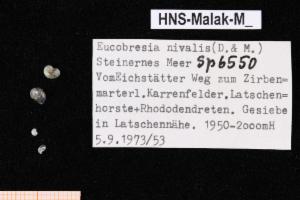 HNS-Malak-M_
Eucobresia nivalis(D.& M.)
Steinernes Meer Sp6550
VomEichstätter Weg zum Zirben=
marterl.Karrenfelder.Latschen=
horste+Rhododendreten. Gesiebe
in Latschennähe. 1950-2ooomH
5.9.1973/53